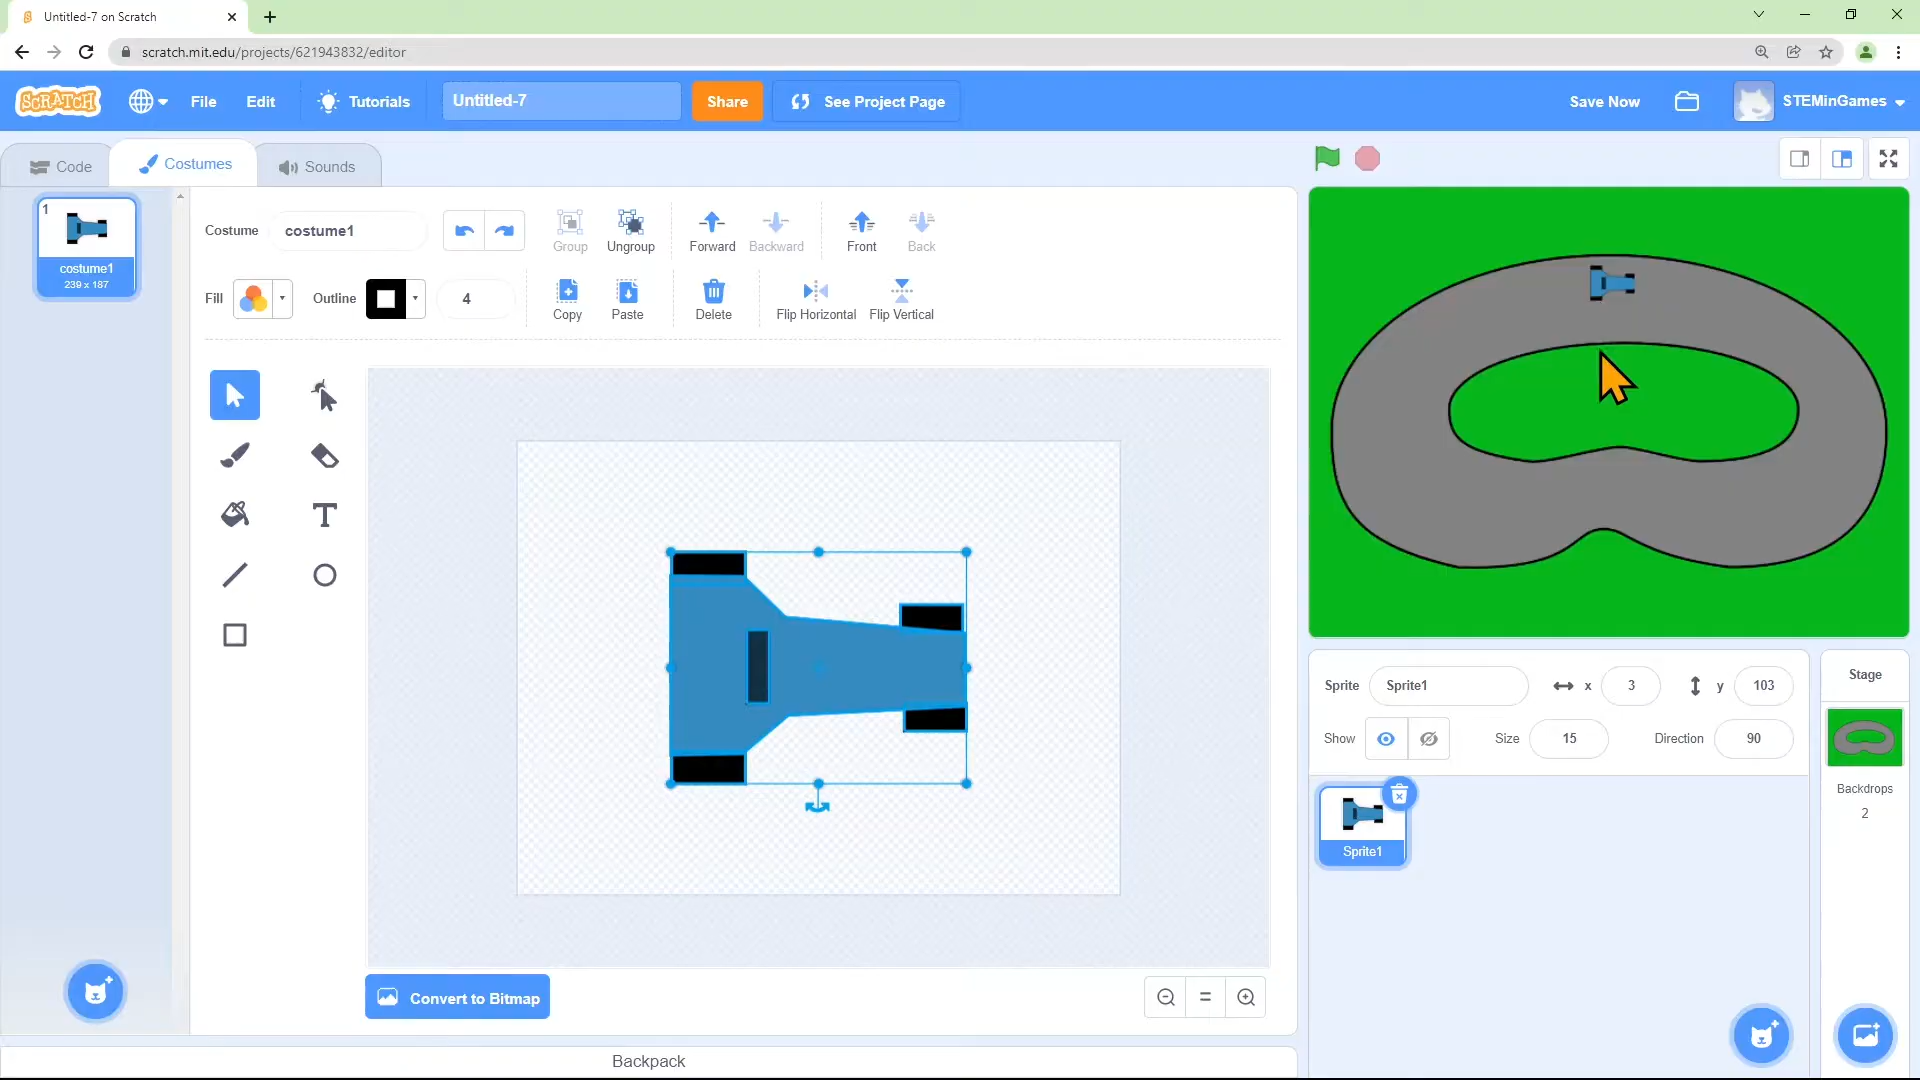 Untitled-7 on Scratch
scratch.mit.edu/projects/621943832/editor
SCRATCH
File
Edit
Tutorials
Untitled-7
Share
See Project Page
Save Now
STEMinGames
Code
Costumes
Sounds
1
costume1
239 x 187
Costume
costume1
Group
Ungroup
Forward
Backward
Front
Back
Fill
Outline
4
Copy
Paste
Delete
Flip Horizontal
Flip Vertical
Convert to Bitmap
Backpack
Sprite
Sprite1
x
3
y
103
Show
Size
15
Direction
90
Sprite1
Stage
Backdrops
2